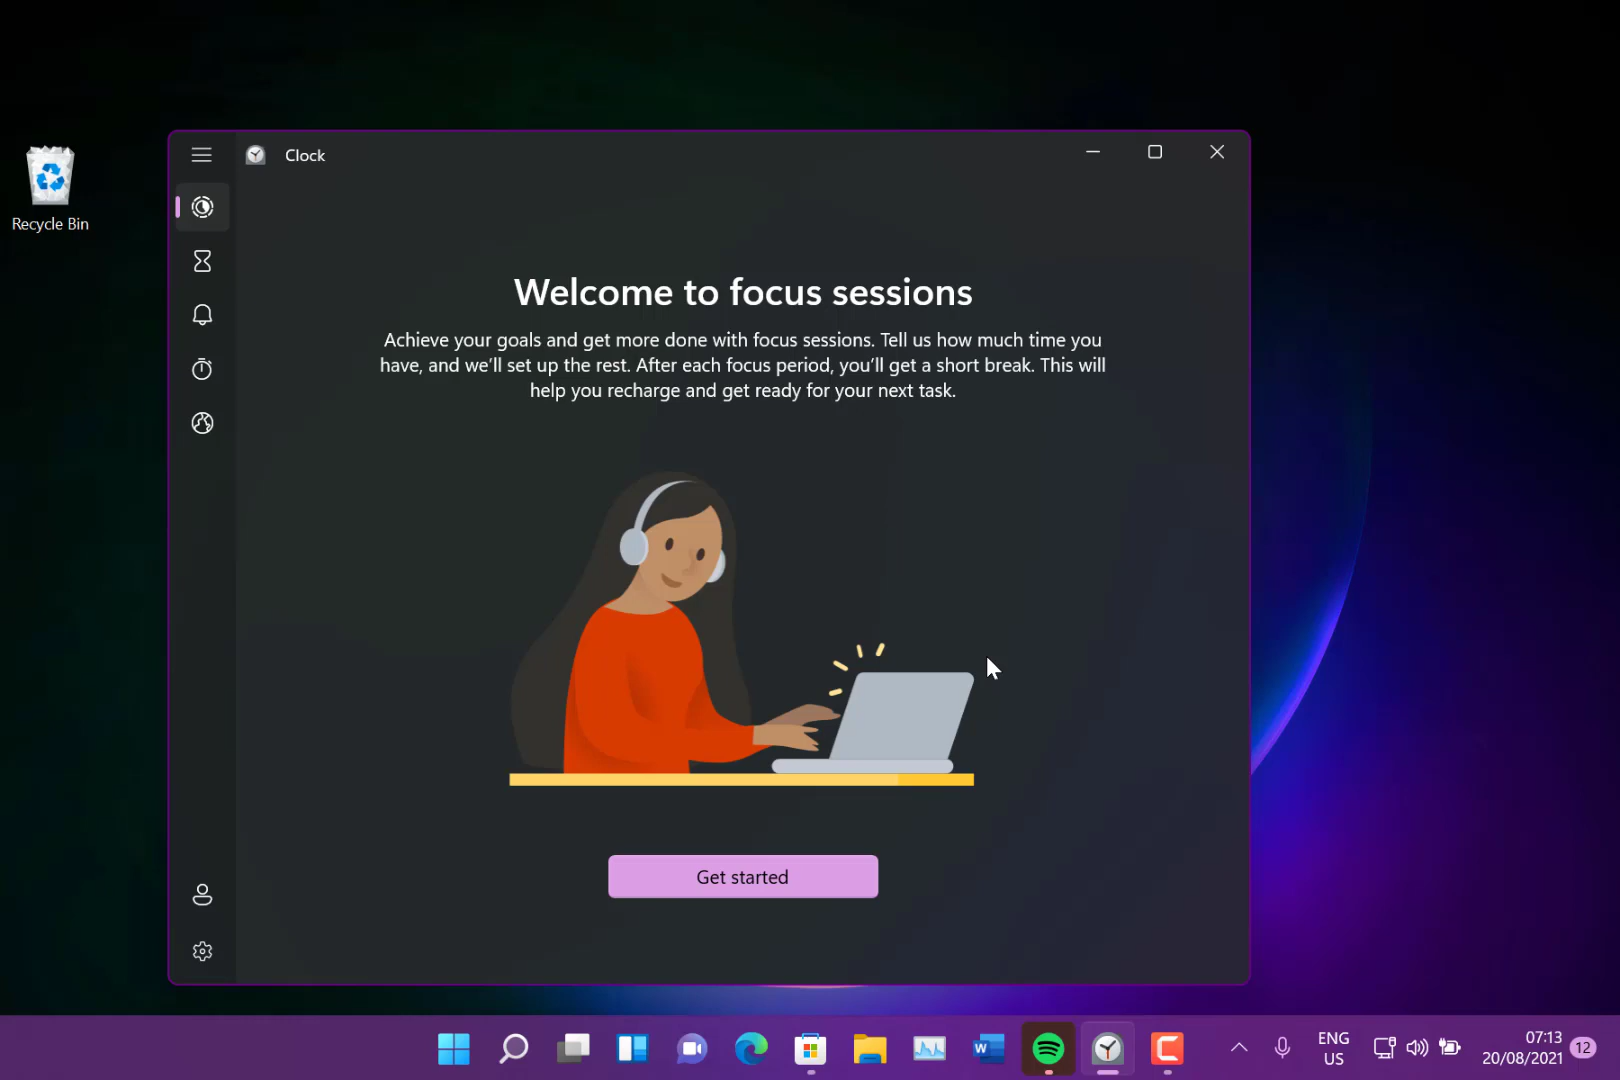 Recycle Bin
Clock
Welcome to focus sessions
Achieve your goals and get more done with focus sessions. Tell us how much time you
have, and we'll set up the rest. After each focus period, you'll get a short break. This will
help you recharge and get ready for your next task.
Get started
W
ENG
US
07:13
20/08/2021
12